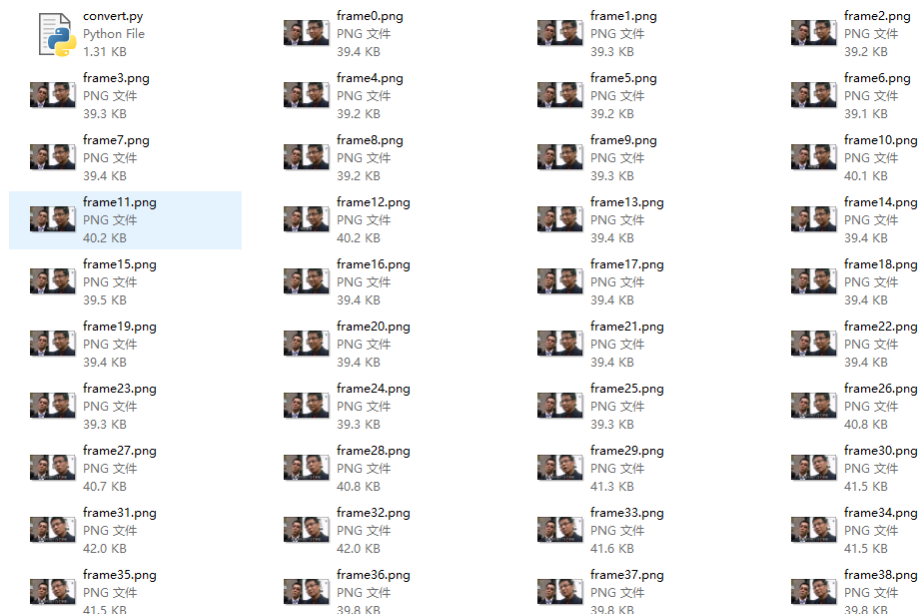 convert.py
Python File
1.31 KB
frame0.png
PNG 文件
39.4 KB
frame1.png
PNG 文件
39.3 KB
frame2.png
PNG 文件
39.2 KB
frame3.png
PNG 文件
39.3 KB
frame4.png
PNG 文件
39.2 KB
frame5.png
PNG 文件
39.2 KB
frame6.png
PNG 文件
39.1 KB
frame7.png
PNG 文件
39.4 KB
frame8.png
PNG 文件
39.2 KB
frame9.png
PNG 文件
39.3 KB
frame10.png
PNG 文件
40.1 KB
frame11.png
PNG 文件
40.2 KB
frame12.png
PNG 文件
40.2 KB
frame13.png
PNG 文件
39.4 KB
frame14.png
PNG 文件
39.4 KB
frame15.png
PNG 文件
39.5 KB
frame16.png
PNG 文件
39.4 KB
frame17.png
PNG 文件
39.4 KB
frame18.png
PNG 文件
39.4 KB
frame19.png
PNG 文件
39.4 KB
frame20.png
PNG 文件
39.4 KB
frame21.png
PNG 文件
39.4 KB
frame22.png
PNG 文件
39.4 KB
frame23.png
PNG 文件
39.3 KB
frame24.png
PNG 文件
39.3 KB
frame25.png
PNG 文件
39.3 KB
frame26.png
PNG 文件
40.8 KB
frame27.png
PNG 文件
40.7 KB
frame28.png
PNG 文件
40.8 KB
frame29.png
PNG 文件
41.3 KB
frame30.png
PNG 文件
41.5 KB
frame31.png
PNG 文件
42.0 KB
frame32.png
PNG 文件
42.0 KB
frame33.png
PNG 文件
41.6 KB
frame34.png
PNG 文件
41.5 KB
frame35.png
PNG 文件
41.5 KB
frame36.png
PNG 文件
39.8 KB
frame37.png
PNG 文件
39.8 KB
frame38.png
PNG 文件
39.8 KB